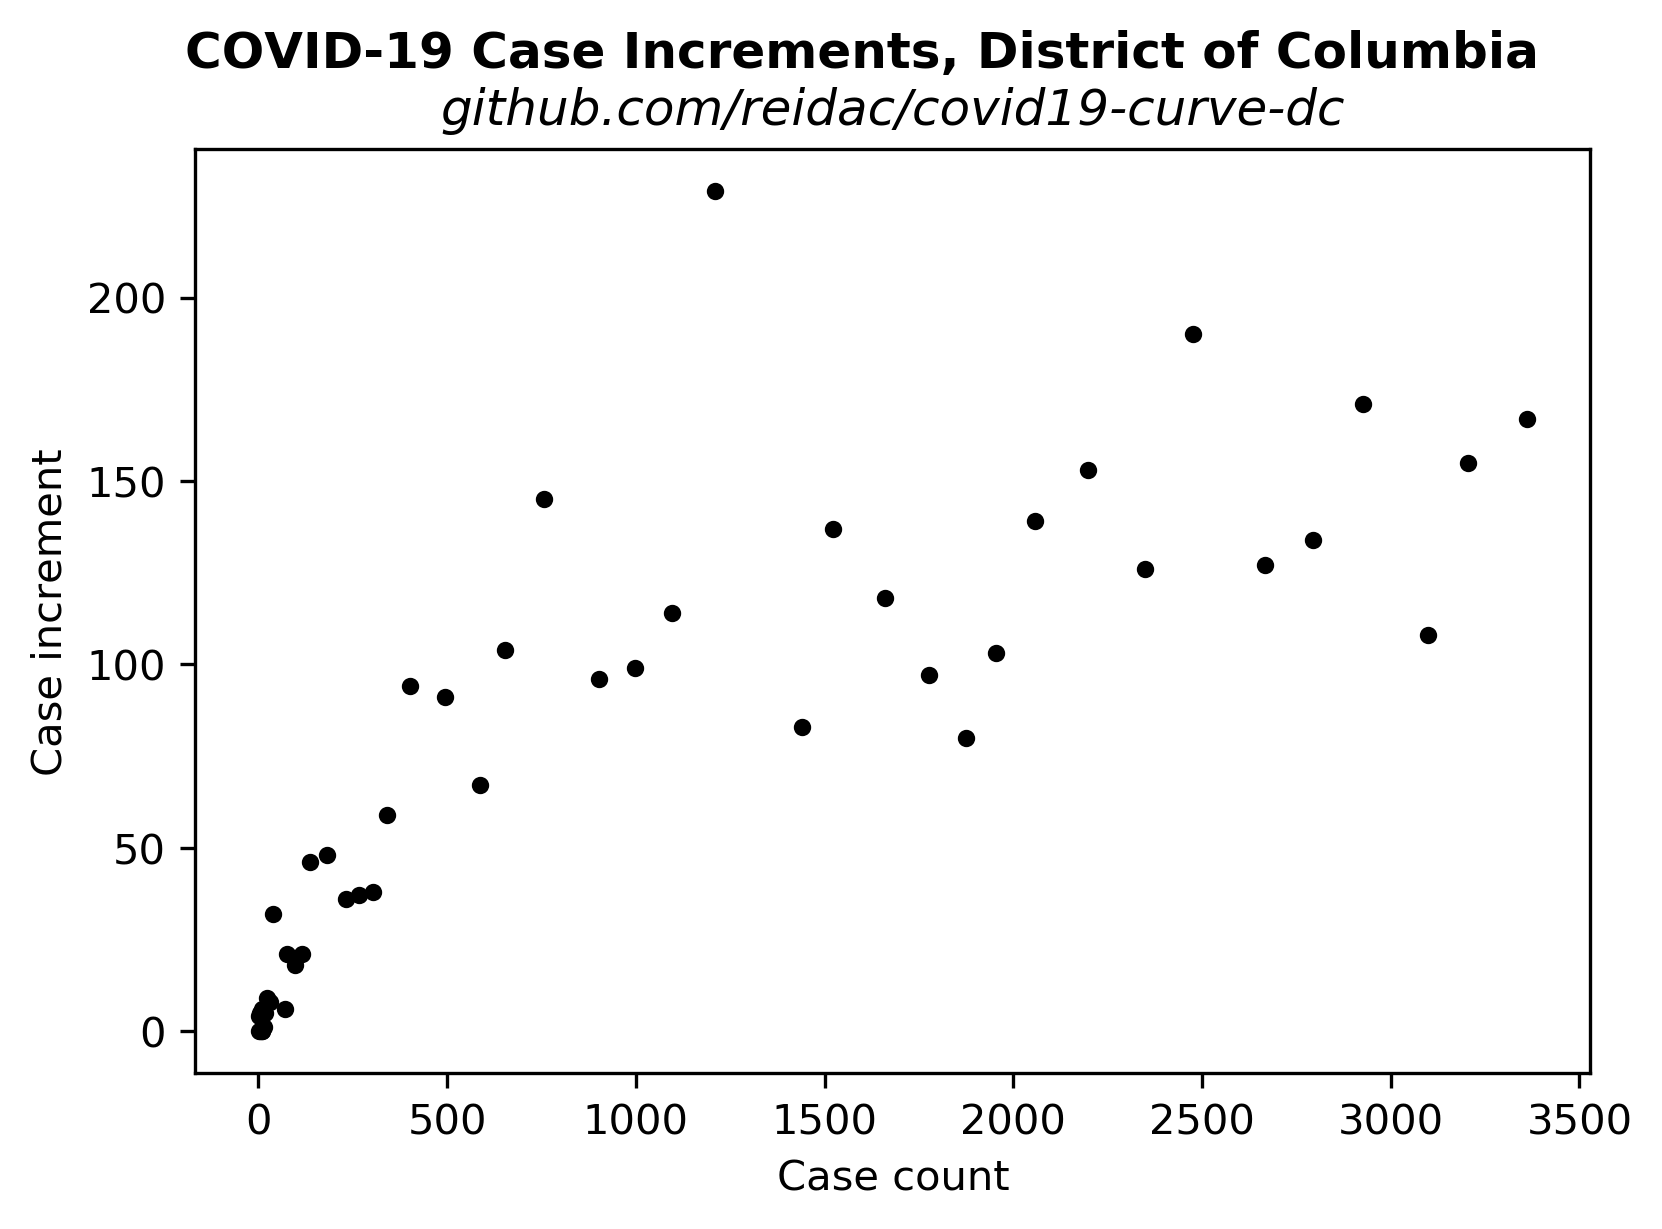 COVID-19 Case Increments, District of Columbia
github.com/reidac/covid19-curve-dc
Case increment
200
150
100
50
0
0 500 1000 1500 2000 2500 3000 3500
Case count